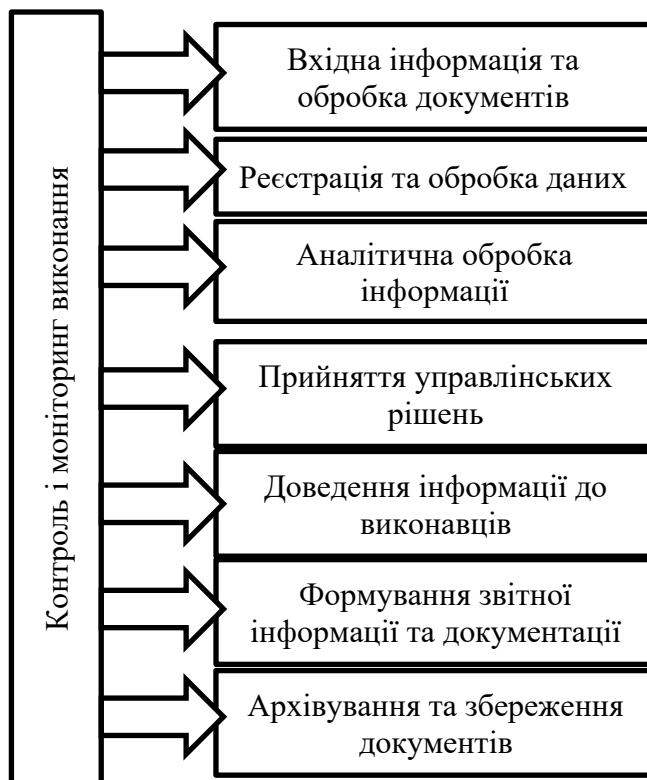 Контроль і моніторинг виконання
Вхідна інформація та
обробка документів
Реєстрація та обробка даних
Аналітична обробка
інформації
Прийняття управлінських
рішень
Доведення інформації до
виконавців
Формування звітної
інформації та документації
Архівування та збереження
документів